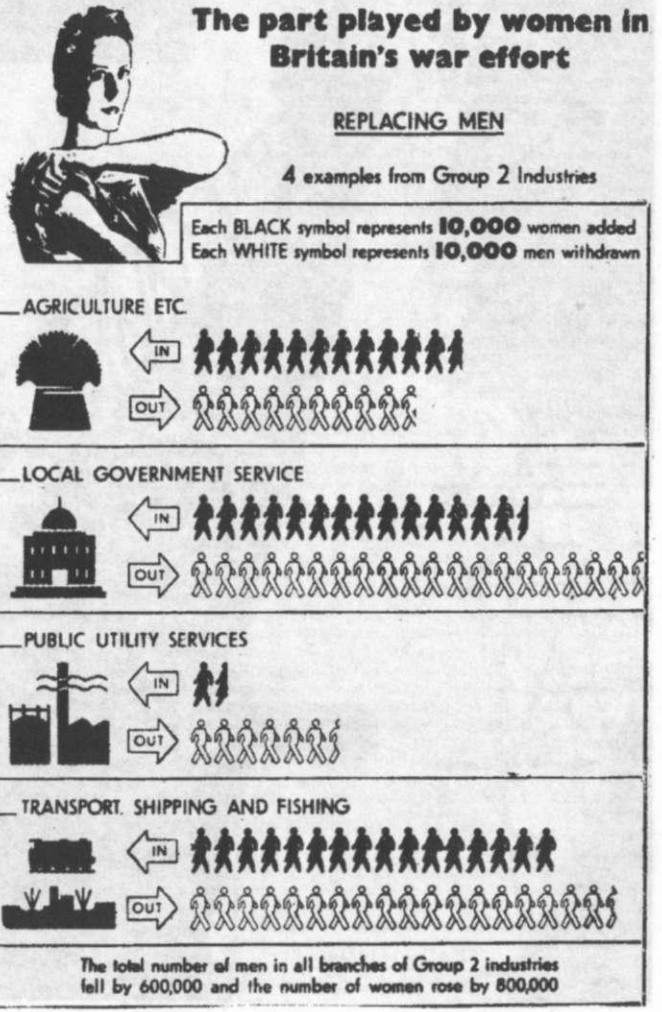 The part played by women in
Britain's war effort
REPLACING MEN
4 examples from Group 2 Industries
Each BLACK symbol represents 10,000 women added
Each WHITE symbol represents 10,000 men withdrawn
AGRICULTURE ETC.
IN
OUT
LOCAL GOVERNMENT SERVICE
IN
OUT
PUBLIC UTILITY SERVICES
IN
OUT
TRANSPORT. SHIPPING AND FISHING
IN
OUT
The total number of men in all branches of Group 2 industries
fell by 600,000 and the number of women rose by 800,000